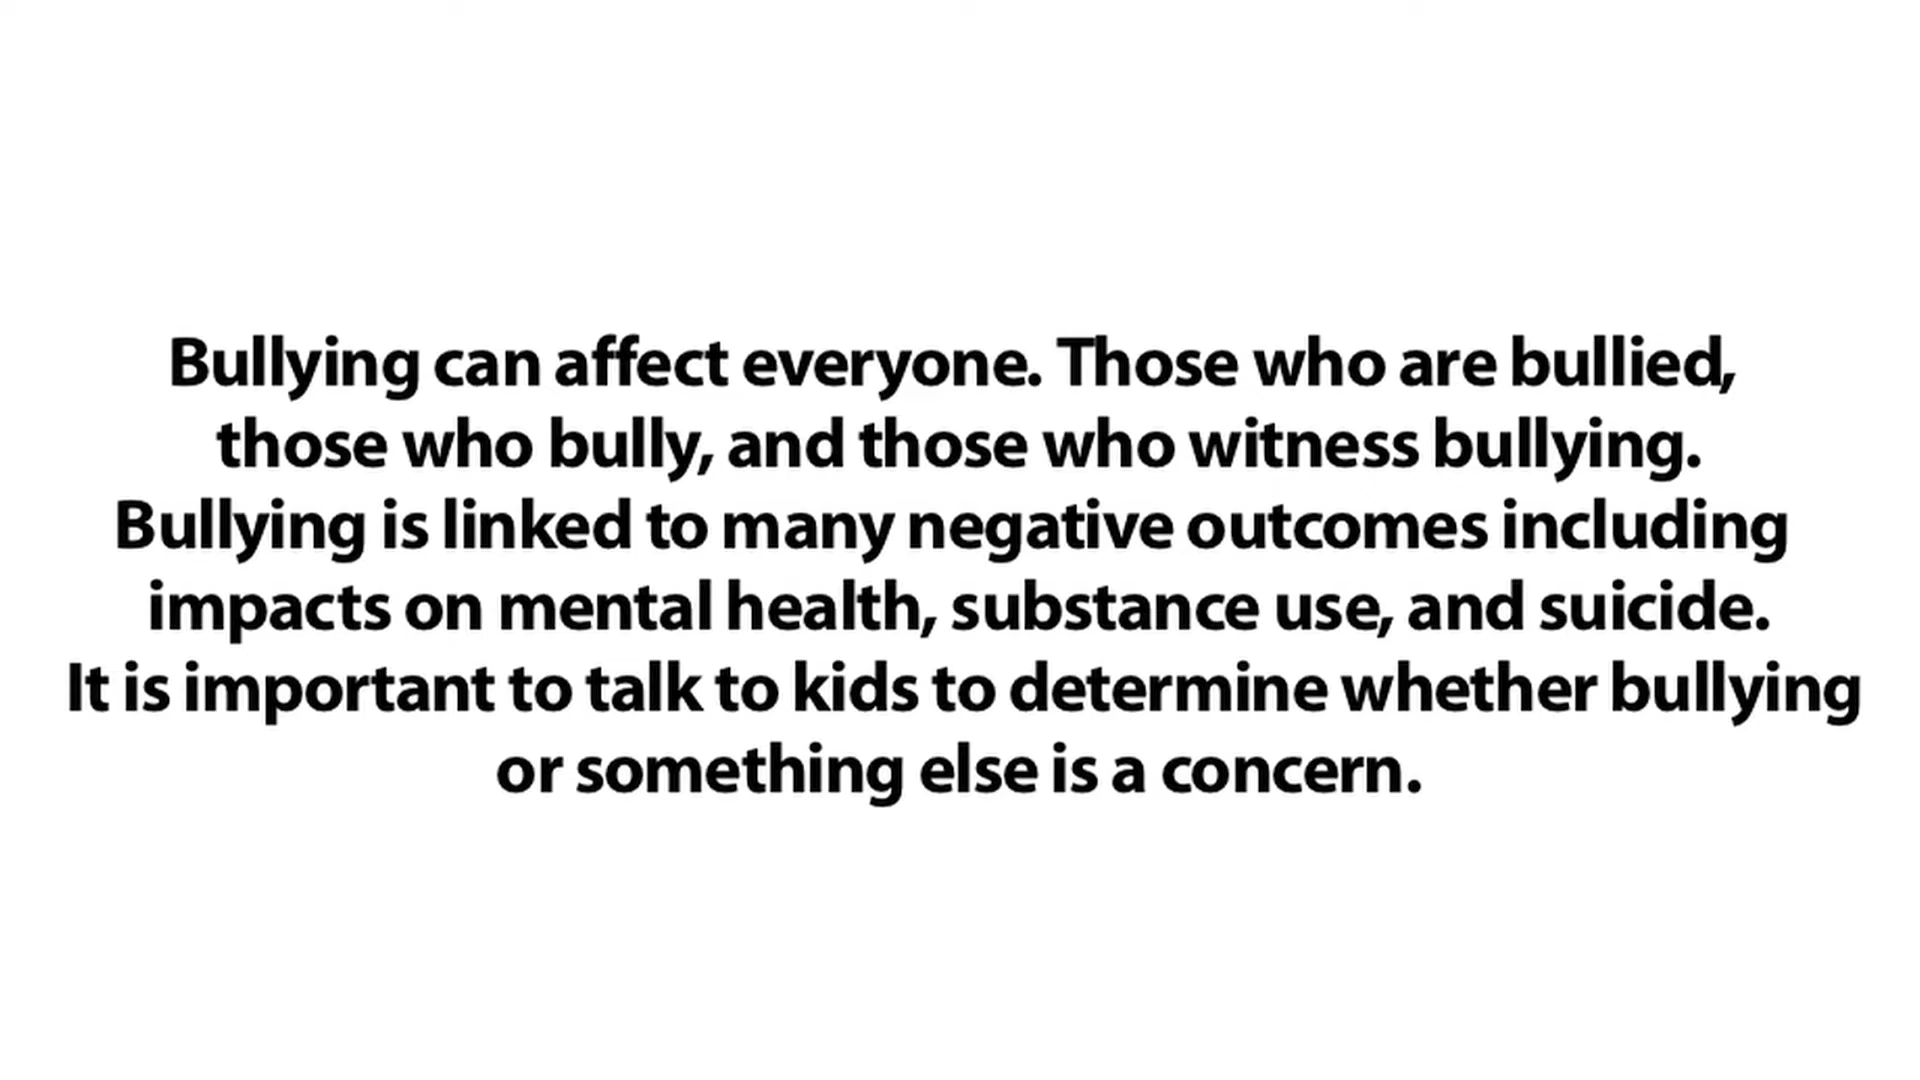 Bullying can affect everyone. Those who are bullied,
those who bully, and those who witness bullying.
Bullying is linked to many negative outcomes including
impacts on mental health, substance use, and suicide.
It is important to talk to kids to determine whether bullying
or something else is a concern.